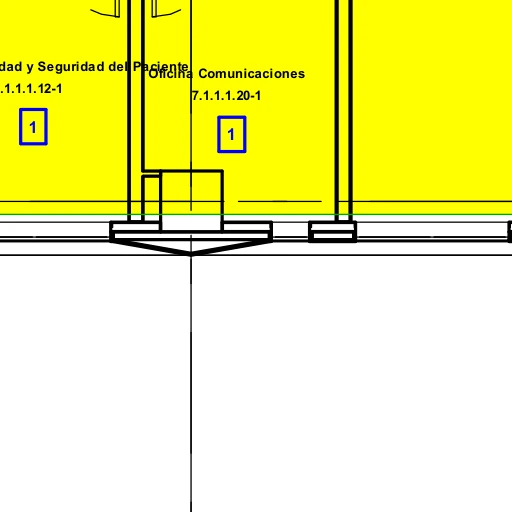 dad y Seguridad del Paciente
.1.1.1.12-1
1
Oficina Comunicaciones
7.1.1.1.20-1
1